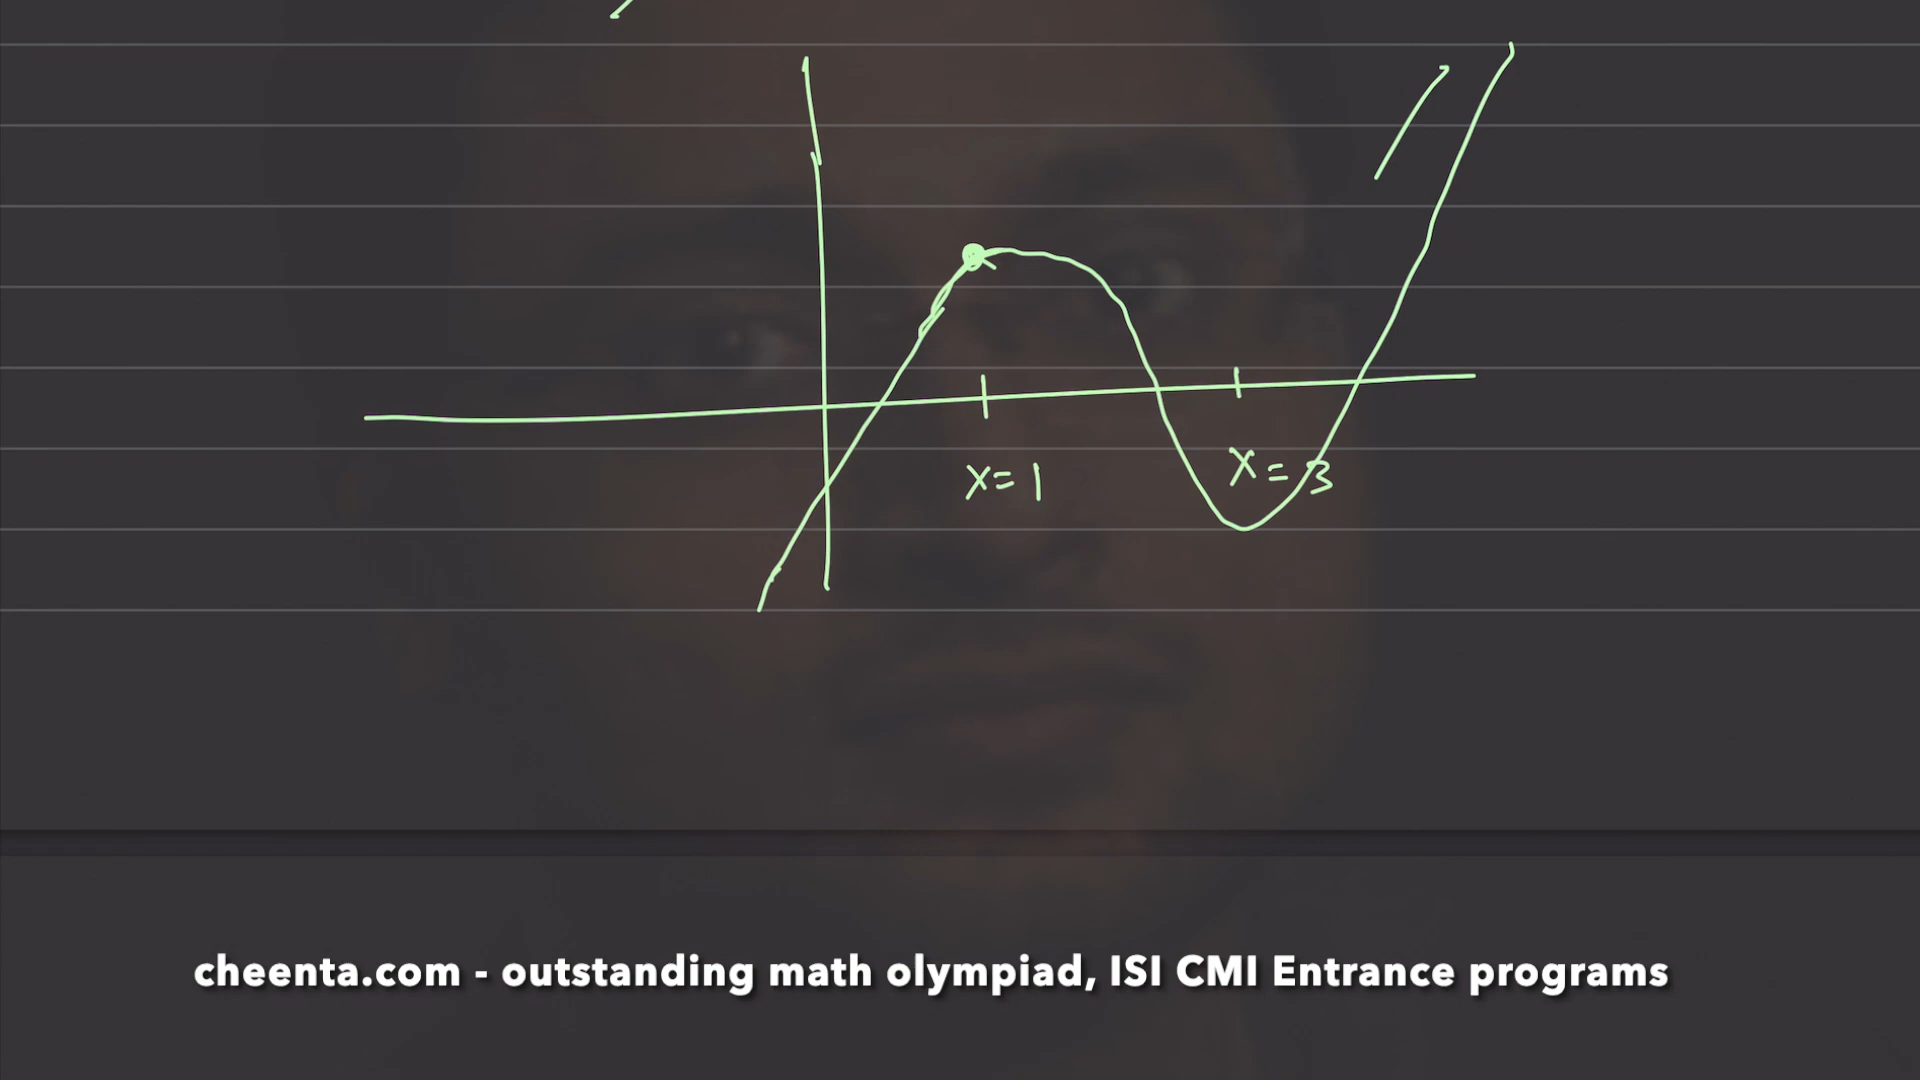 x = 1
x = 3
cheenta.com - outstanding math olympiad, ISI CMI Entrance programs